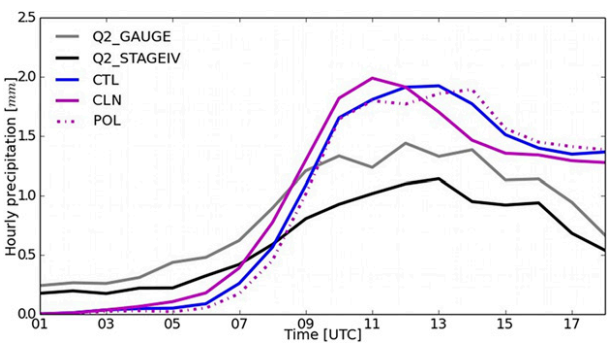 2.5
2.0
1.5
1.0
0.5
0.0
Hourly precipitation [mm]
Q2_GAUGE
Q2_STAGEIV
CTL
CLN
POL
01 03 05 07 09 11 13 15 17
Time [UTC]